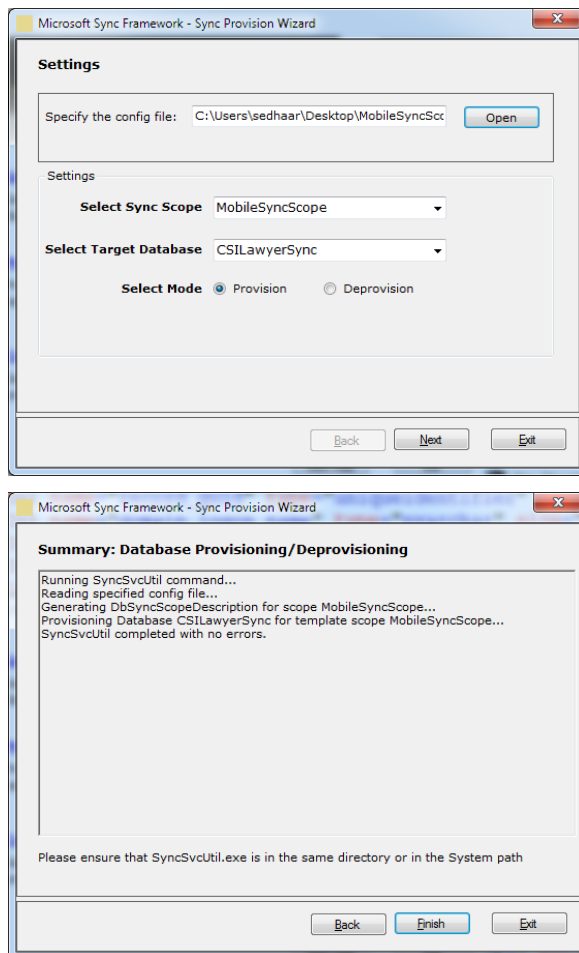 Microsoft Sync Framework - Sync Provision Wizard
Settings
Specify the config file: C:\Users\sedhaar\Desktop\MobileSyncSco Open
Settings
Select Sync Scope MobileSyncScope
Select Target Database CSILawyerSync
Select Mode Provision Deprovision
Back Next Exit
Microsoft Sync Framework - Sync Provision Wizard
Summary: Database Provisioning/Deprovisioning
Running SyncSvcUtil command...
Reading specified config file...
Generating DbSyncScopeDescription for scope MobileSyncScope...
Provisioning Database CSILawyerSync for template scope MobileSyncScope...
SyncSvcUtil completed with no errors.
Please ensure that SyncSvcUtil.exe is in the same directory or in the System path
Back Finish Exit